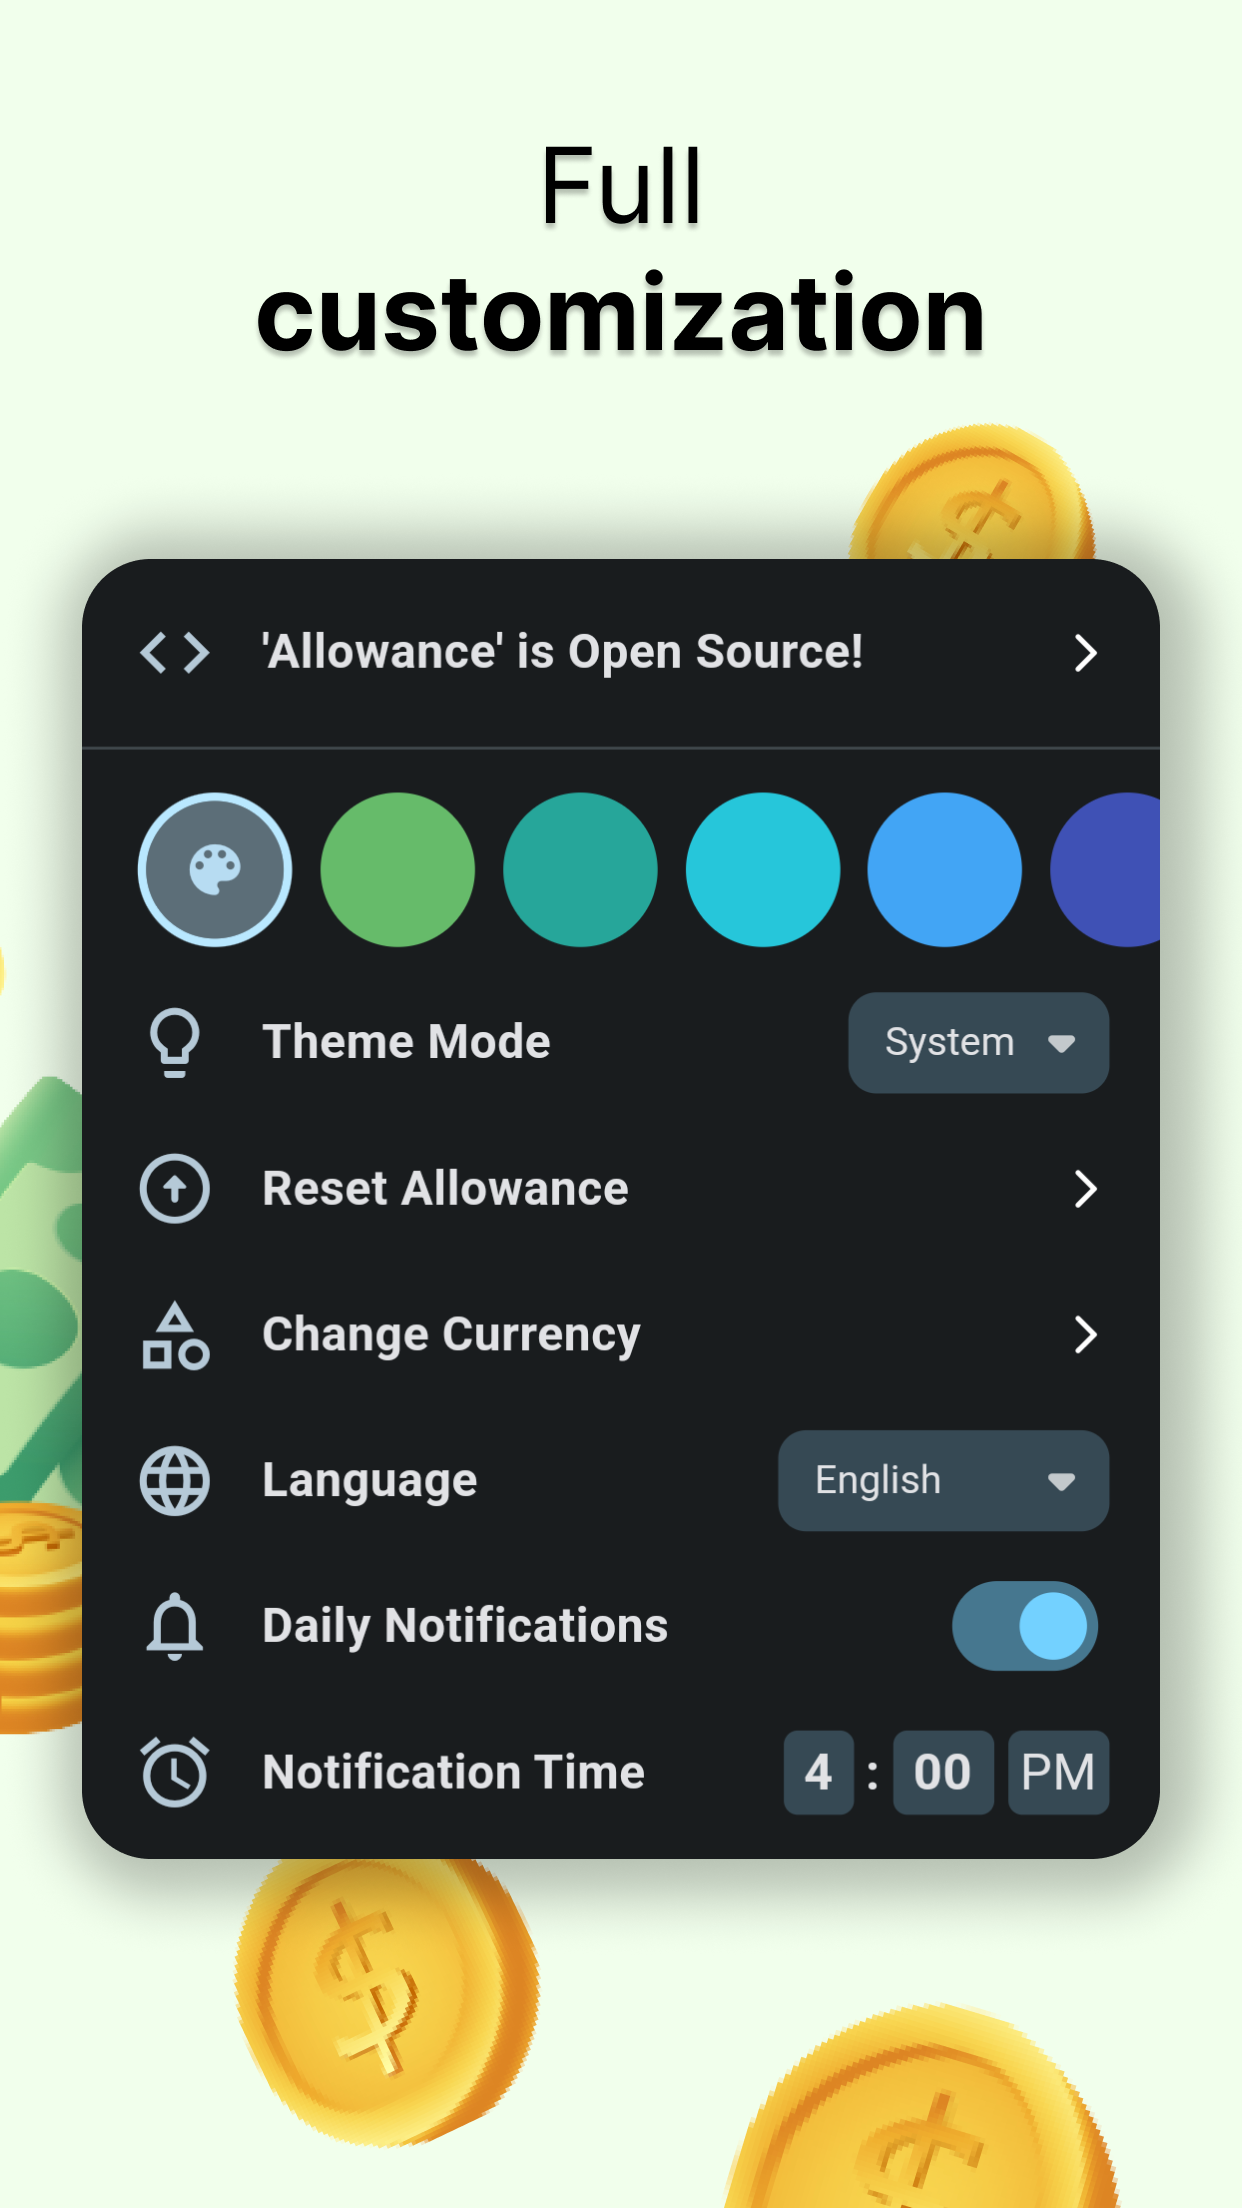 Full
customization
'Allowance' is Open Source!
Theme Mode
System
Reset Allowance
Change Currency
Language
English
Daily Notifications
Notification Time
4 : 00 PM